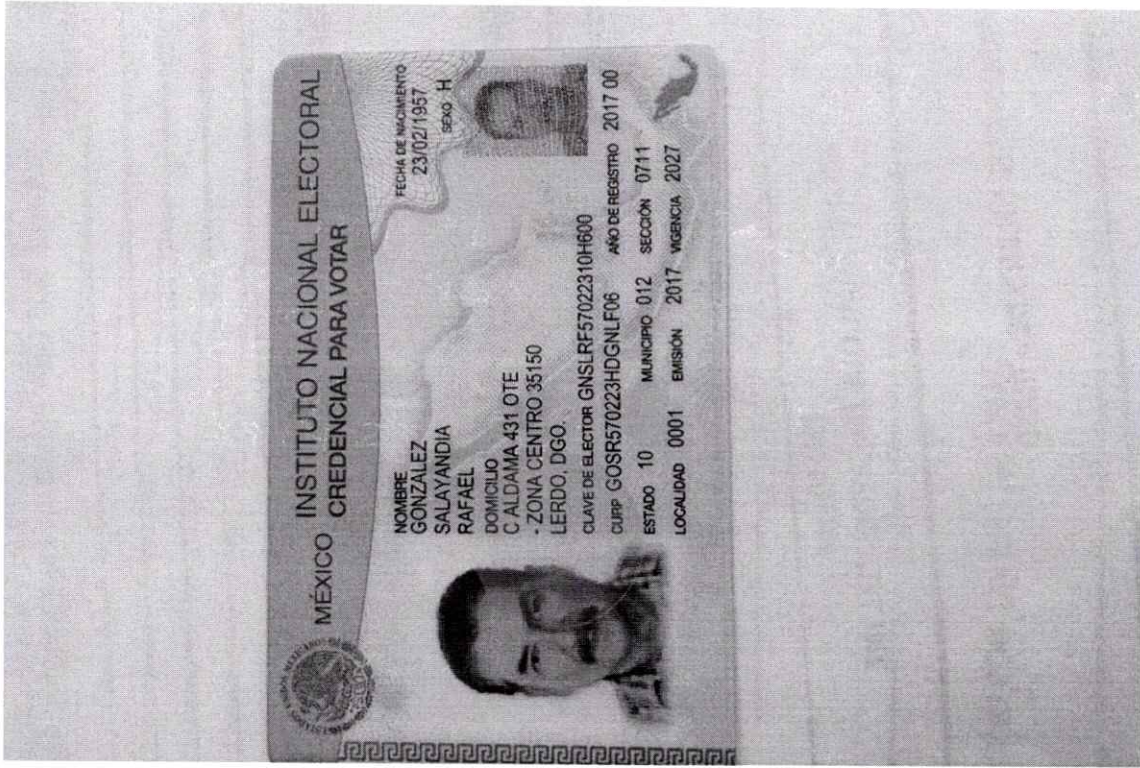 MÉXICO INSTITUTO NACIONAL ELECTORAL
CREDENCIAL PARA VOTAR
NOMBRE
GONZALEZ
SALAYANDIA
RAFAEL
FECHA DE NACIMIENTO
23/02/1957
SEXO H
DOMICILIO
C ALDAMA 431 OTE
- ZONA CENTRO 35150
LERDO, DGO.
CLAVE DE ELECTOR GNSLRF57022310H600
CURP GOSR570223HDGNLF06 AÑO DE REGISTRO 2017 00
ESTADO 10 MUNICIPIO 012 SECCIÓN 0711
LOCALIDAD 0001 EMISIÓN 2017 VIGENCIA 2027